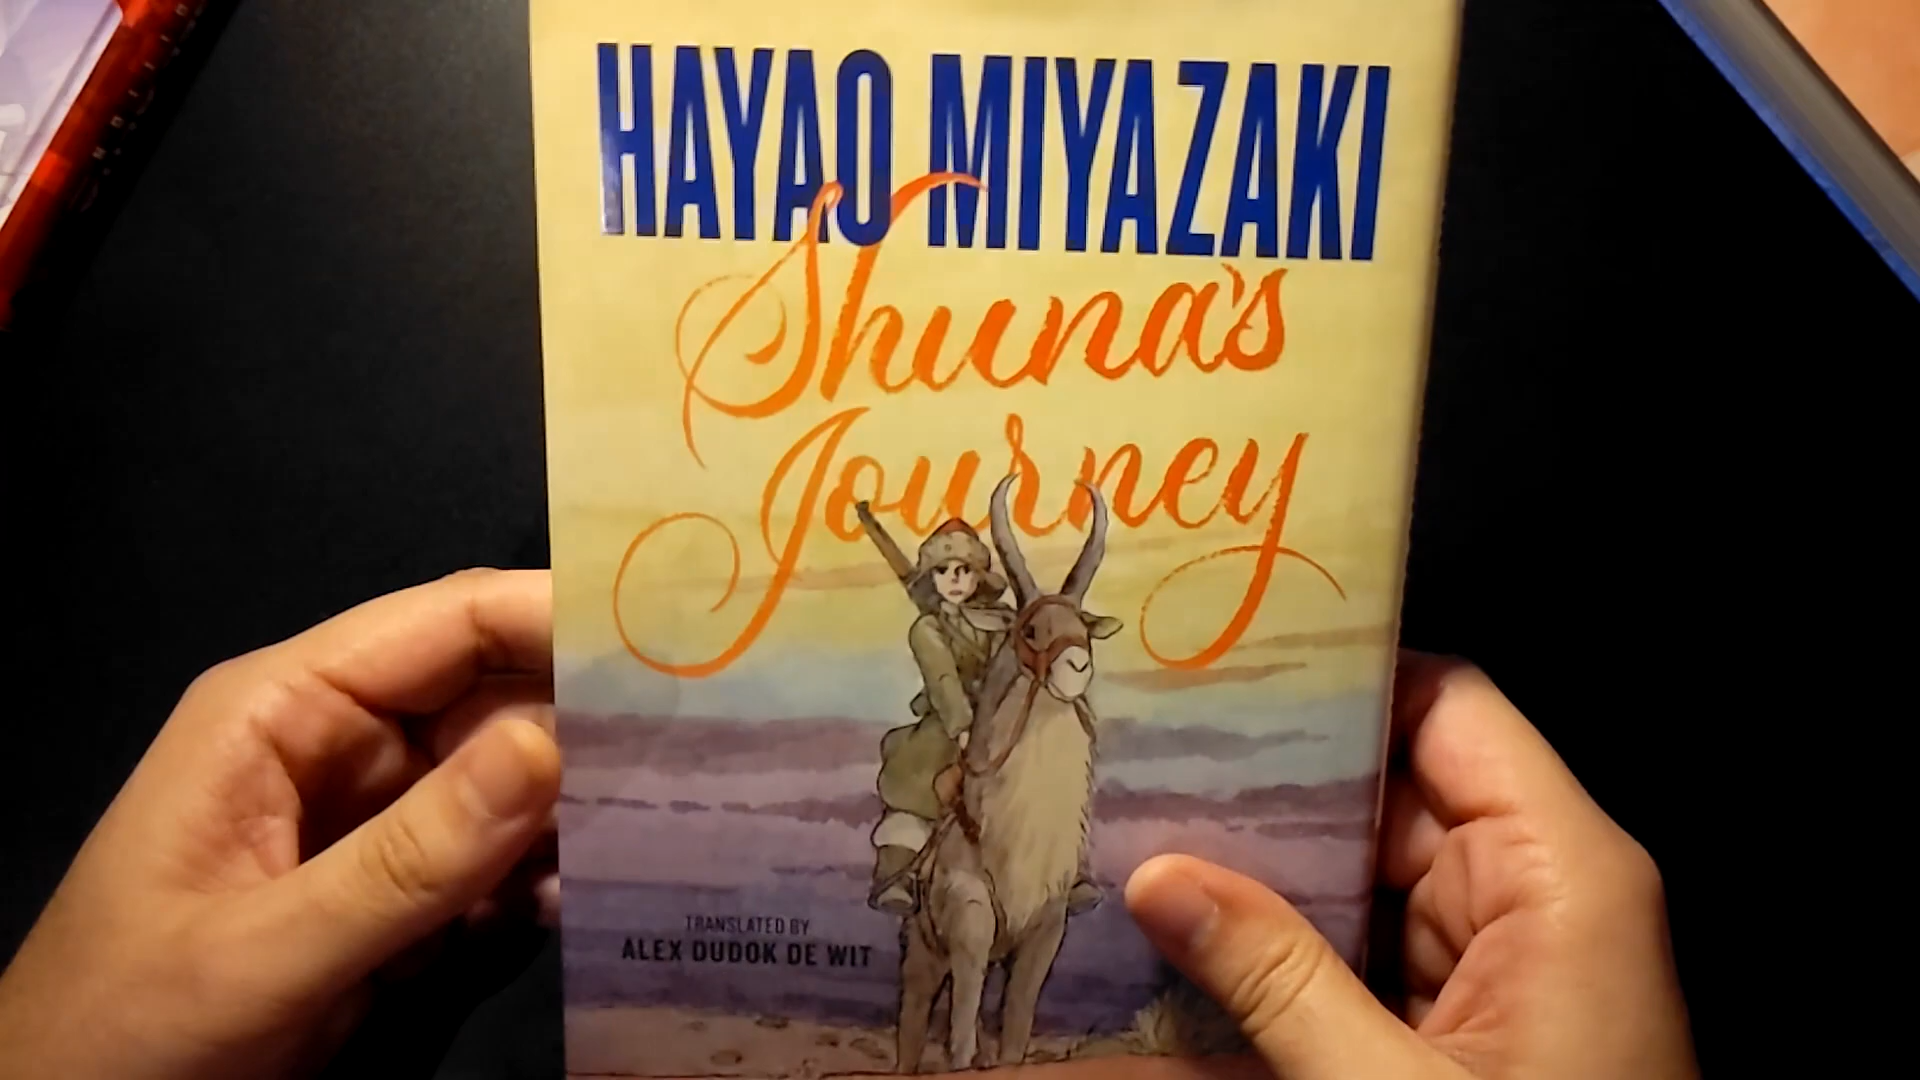 HAYAO MIYAZAKI
Shuna's
Journey
TRANSLATED BY
ALEX DUDOK DE WIT